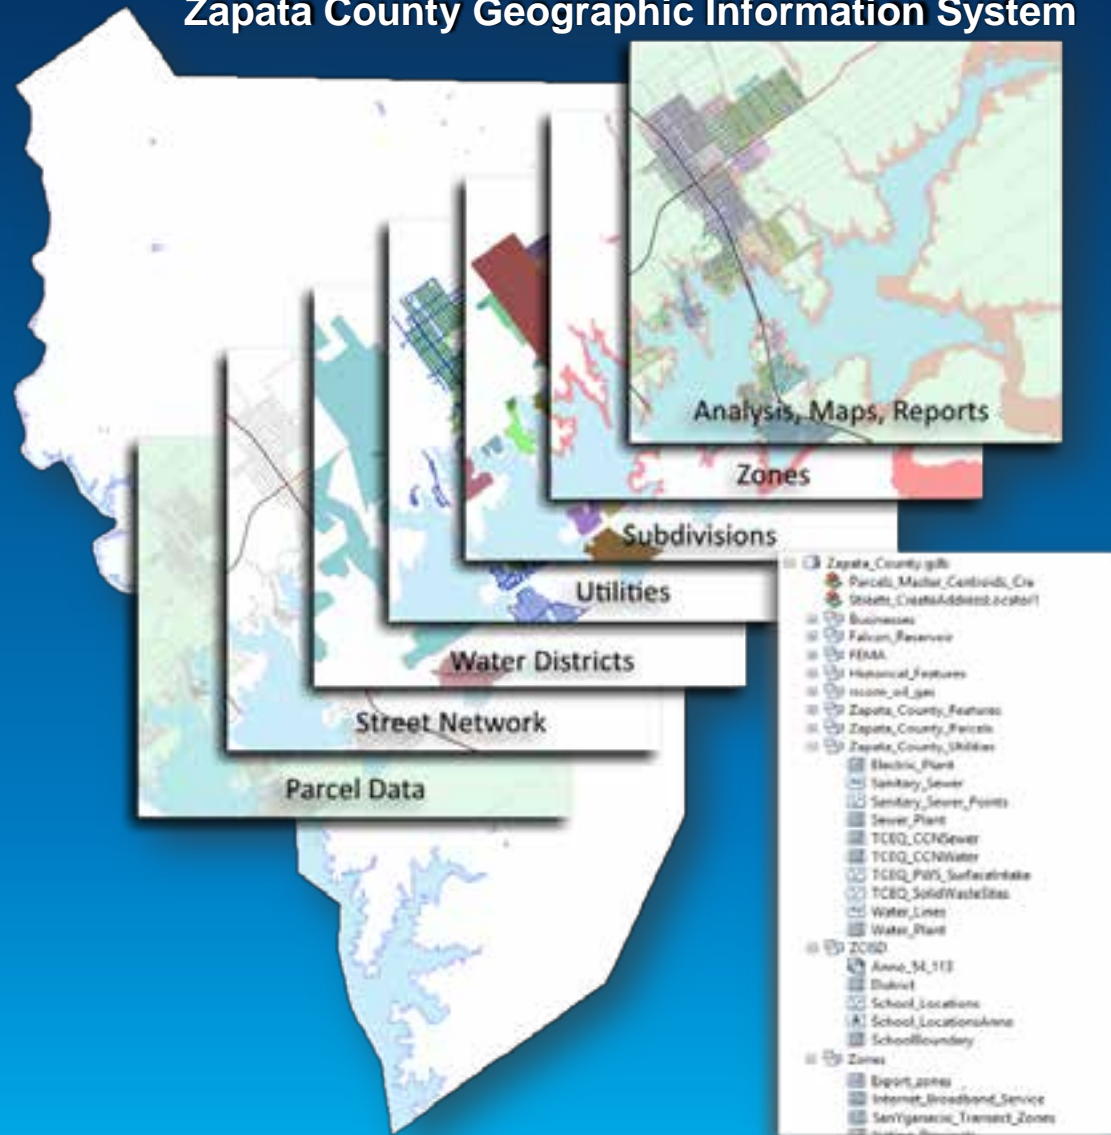 Zapata County Geographic Information System
Analysis, Maps, Reports
Zones
Subdivisions
Utilities
Water Districts
Street Network
Parcel Data
Zapata_County.gdb
Parcels_Master_Centroids_Cre
Streets_CreateAddressLocator1
Businesses
Falcon_Reservoir
FEMA
Historical_Features
Zapata_County_Features
Zapata_County_Parcels
Zapata_County_Utilities
Electric_Plant
Sanitary_Sewer
Sanitary_Sewer_Points
Sewer_Plant
TCEQ_CCNSewer
TCEQ_CCNWater
TCEQ_PWS_SurfaceIntake
TCEQ_SolidWasteSites
Water_Lines
Water_Plant
ZCISD
Anno_54_113
District
School_Locations
School_LocationsAnno
SchoolBoundary
Zones
Export_zones
Internet_Broadband_Service
SanYganacio_Transect_Zones